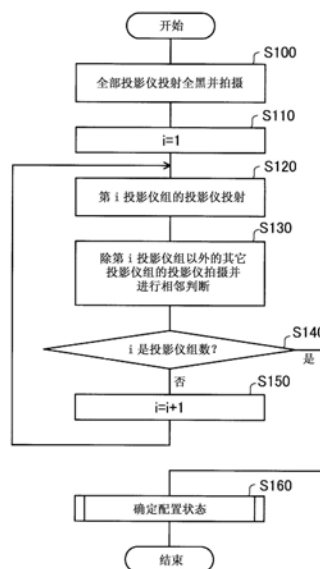 开始
S100
全部投影仪投射全黑并拍摄
S110
i=1
S120
第 i 投影仪组的投影仪投射
S130
除第 i 投影仪组以外的其它
投影仪组的投影仪拍摄并
进行相邻判断
S140
i 是投影仪组数？
是
否
S150
i=i+1
S160
确定配置状态
结束